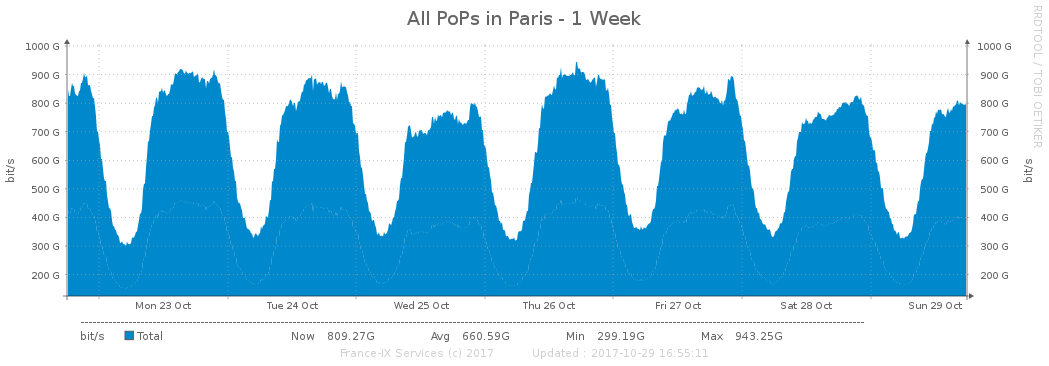 All PoPs in Paris - 1 Week
RRDTOOL / TOBI OETIKER
1000 G 1000 G
900 G 900 G
800 G 800 G
700 G 700 G
600 G 600 G
500 G 500 G
400 G 400 G
300 G 300 G
200 G 200 G
bit/s bit/s
Mon 23 Oct Tue 24 Oct Wed 25 Oct Thu 26 Oct Fri 27 Oct Sat 28 Oct Sun 29 Oct
bit/s Total Now 809.27G Avg 660.59G Min 299.19G Max 943.25G
France-IX Services (c) 2017 Updated : 2017-10-29 16:55:11